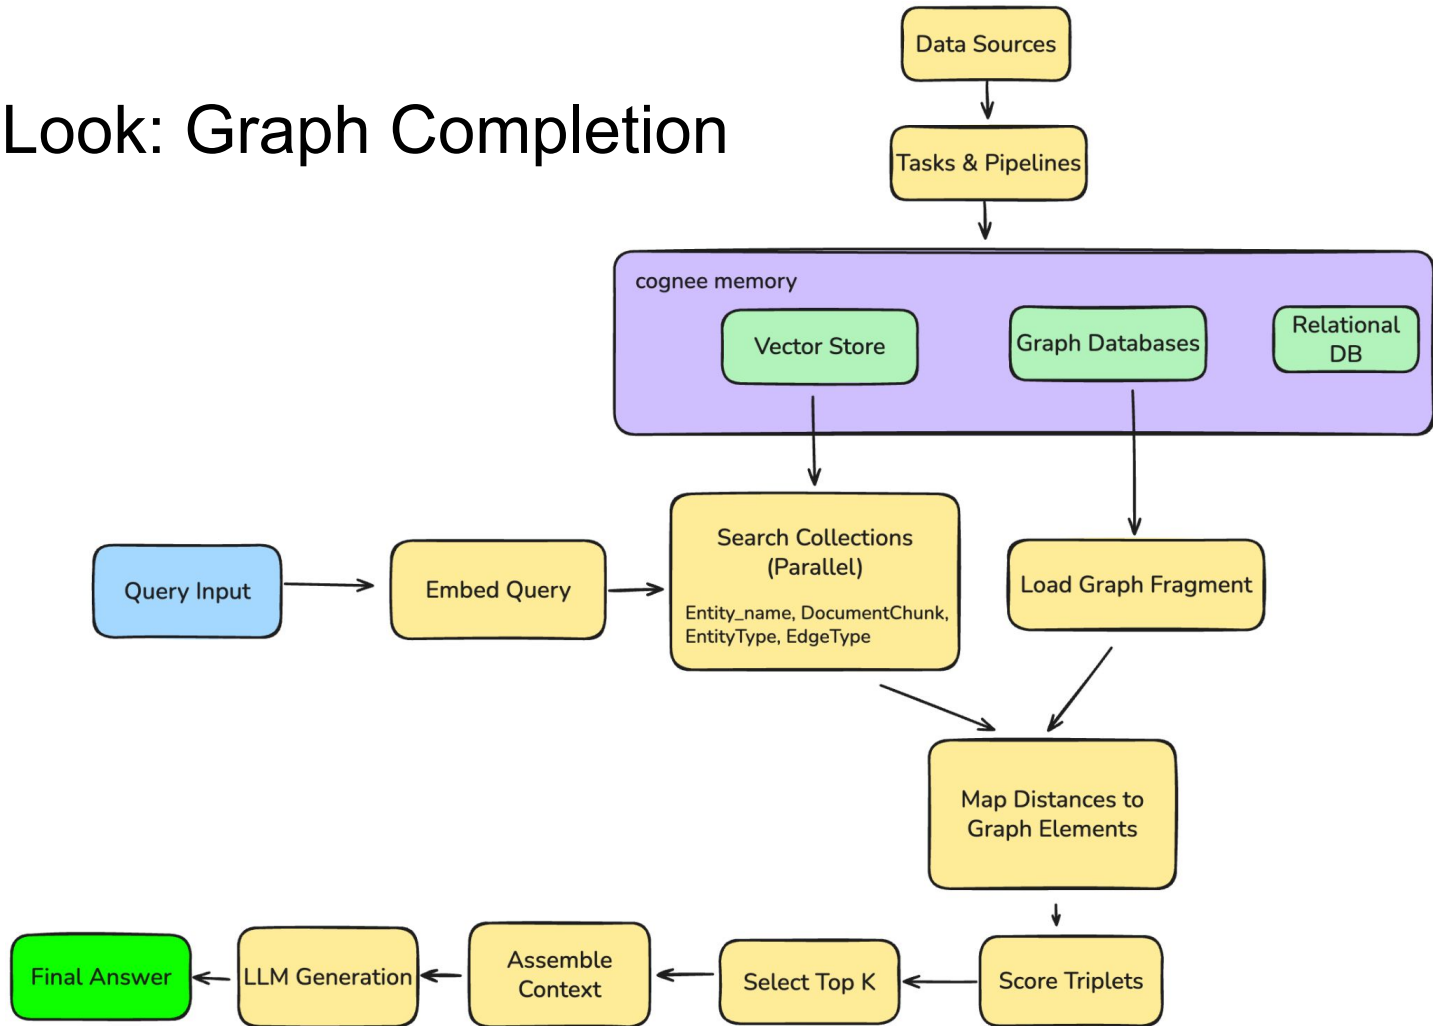 Data Sources
Look: Graph Completion
Tasks & Pipelines
cognee memory
Vector Store
Graph Databases
Relational
DB
Search Collections
(Parallel)
Entity_name, DocumentChunk,
EntityType, EdgeType
Query Input
Embed Query
Load Graph Fragment
Map Distances to
Graph Elements
Score Triplets
Select Top K
Assemble
Context
LLM Generation
Final Answer